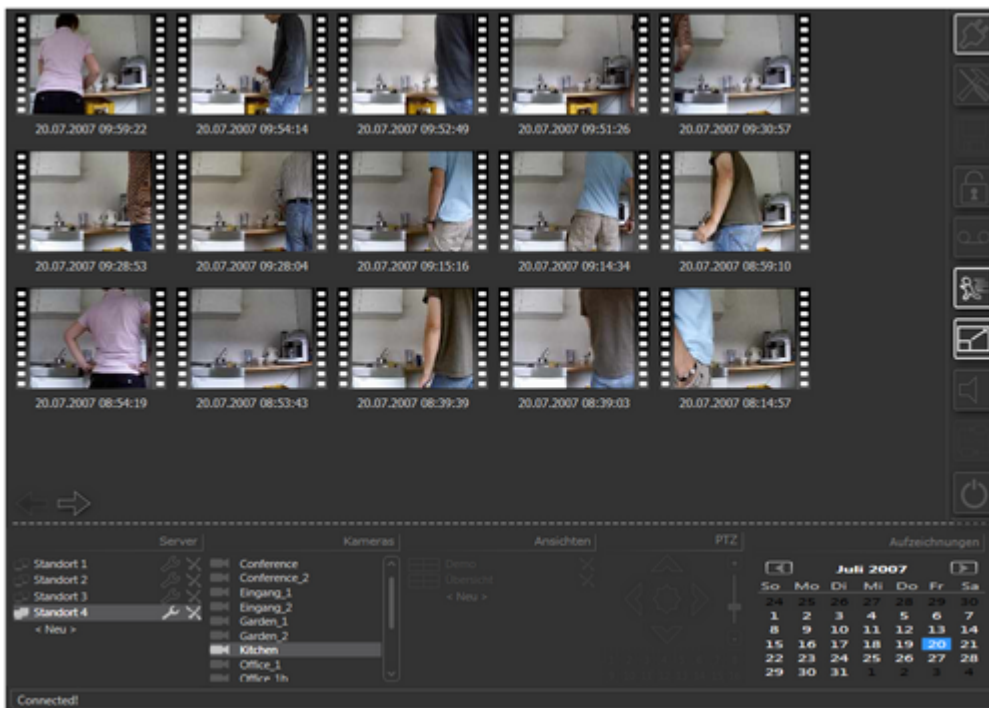 20.07.2007 09:59:22
20.07.2007 09:54:14
20.07.2007 09:52:49
20.07.2007 09:51:26
20.07.2007 09:30:57
20.07.2007 09:28:53
20.07.2007 09:28:04
20.07.2007 09:15:16
20.07.2007 09:14:34
20.07.2007 08:59:10
20.07.2007 08:54:19
20.07.2007 08:53:43
20.07.2007 08:39:39
20.07.2007 08:39:03
20.07.2007 08:14:57
Server
Standort 1
Standort 2
Standort 3
Standort 4
< Neu >
Kameras
Conference
Conference_2
Eingang_1
Eingang_2
Garden_1
Garden_2
Kitchen
Office_1
Office_1b
Ansichten
Demo
Übersicht
< Neu >
PTZ
Aufzeichnungen
Juli 2007
So Mo Di Mi Do Fr Sa
24 25 26 27 28 29 30
1 2 3 4 5 6 7
8 9 10 11 12 13 14
15 16 17 18 19 20 21
22 23 24 25 26 27 28
29 30 31 1 2 3 4
Connected!